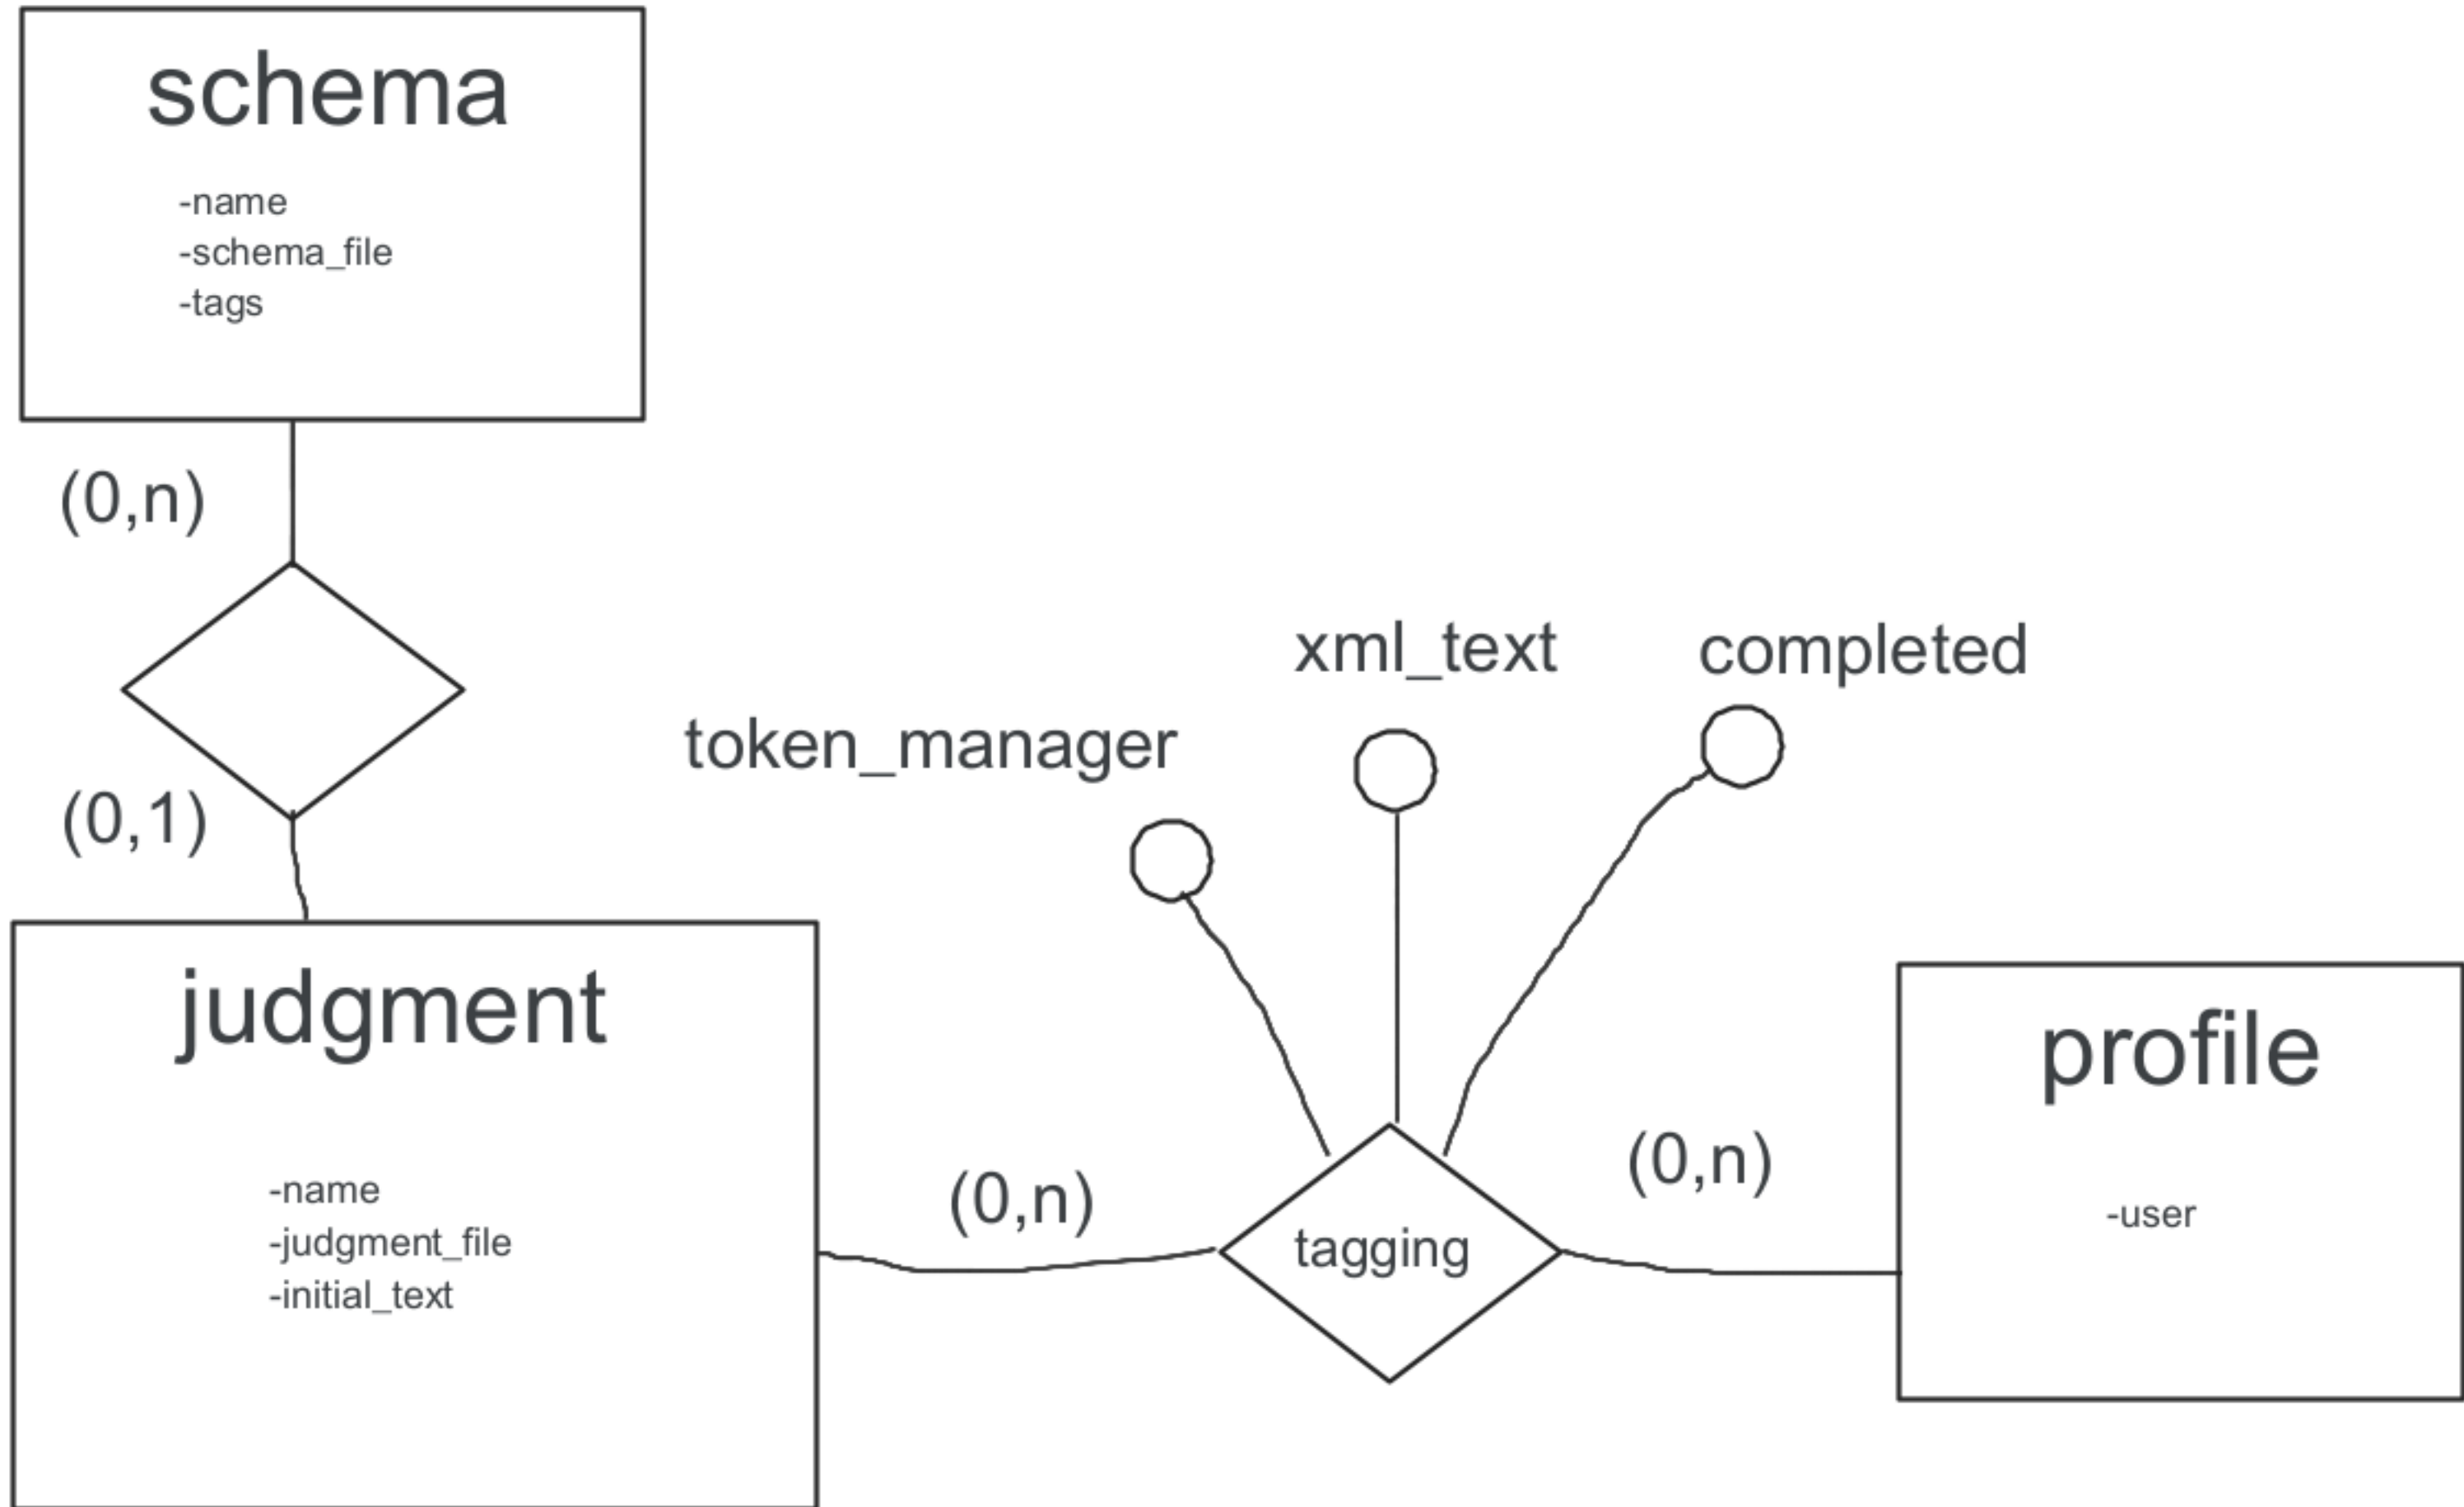 schema
-name
-schema_file
-tags
(0,n)
(0,1)
token_manager
xml_text
completed
judgment
-name
-judgment_file
-initial_text
(0,n)
tagging
(0,n)
profile
-user